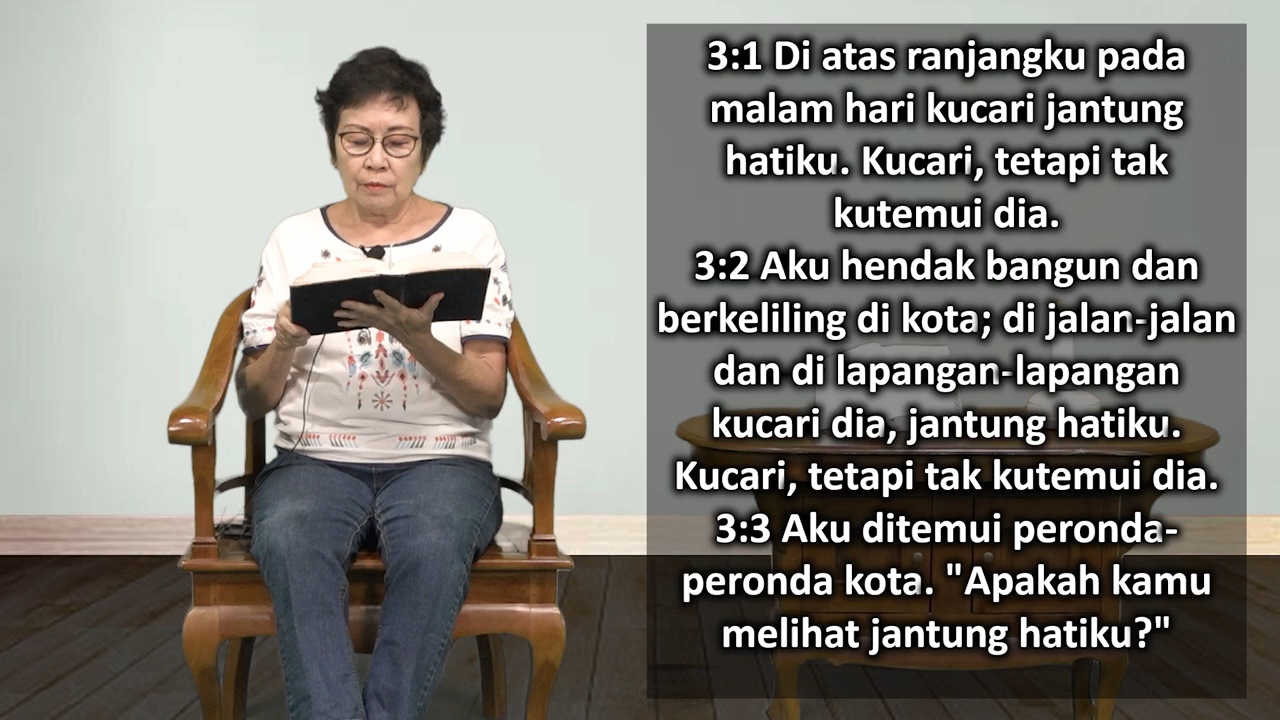 3:1 Di atas ranjangku pada
malam hari kucari jantung
hatiku. Kucari, tetapi tak
kutemui dia.
3:2 Aku hendak bangun dan
berkeliling di kota; di jalan-jalan
dan di lapangan-lapangan
kucari dia, jantung hatiku.
Kucari, tetapi tak kutemui dia.
3:3 Aku ditemui peronda-
peronda kota. "Apakah kamu
melihat jantung hatiku?"